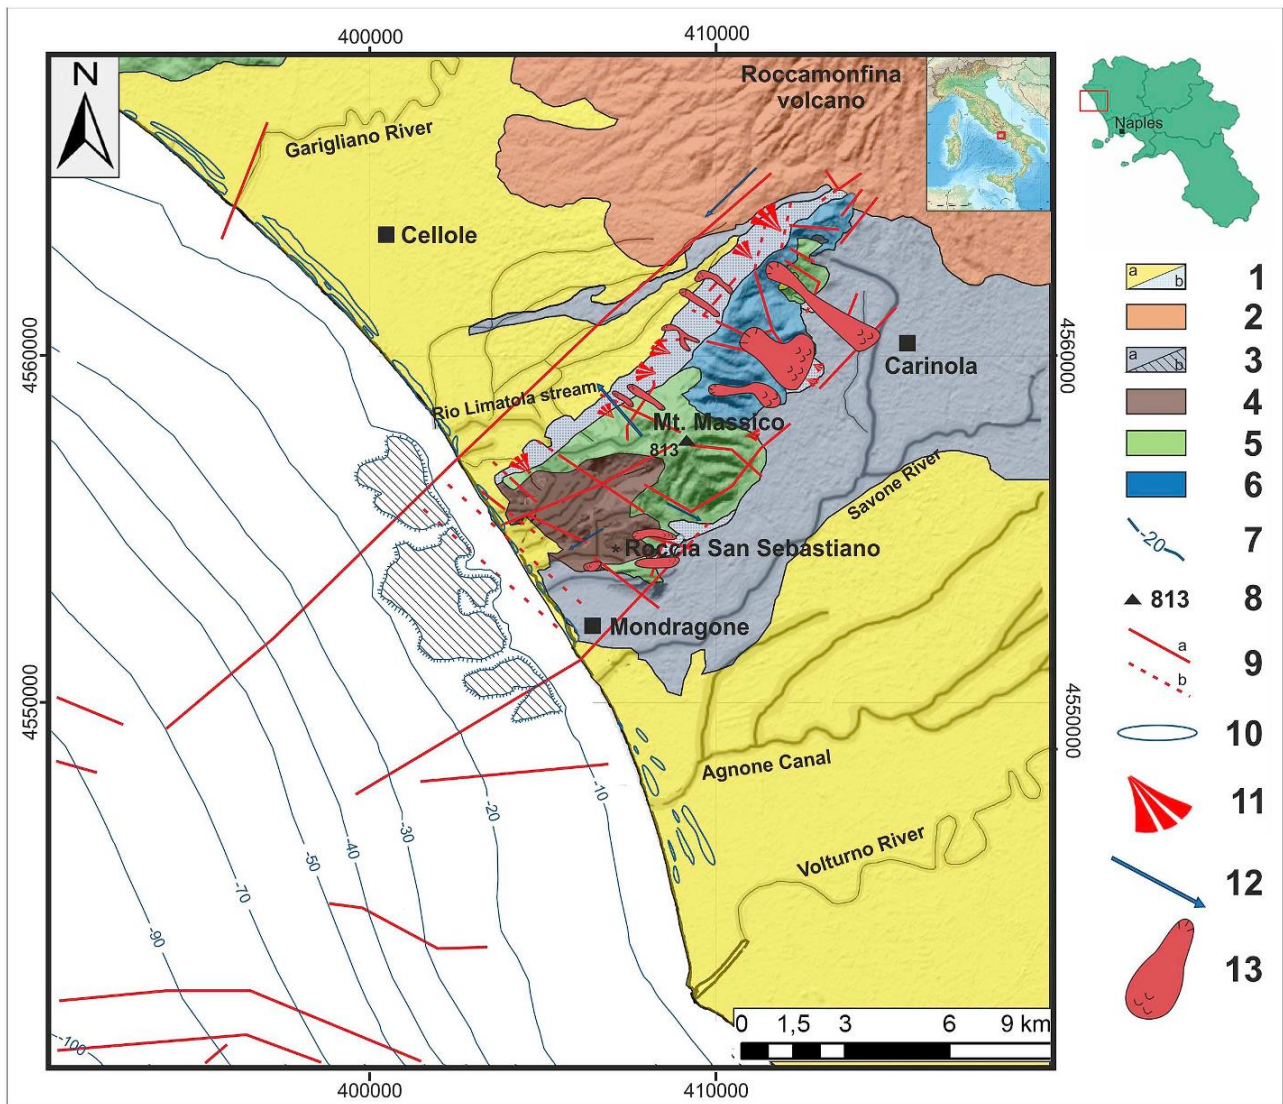 400000
410000
N
Roccamonfina
volcano
Naples
Garigliano River
Cellole
a
b
1
2
4560000
4560000
a
b
3
Carinola
4
Rio Limatola stream
Mt. Massico
813
5
6
Savone River
-20
7
*Roccia San Sebastiano
813
8
Mondragone
a
b
9
4550000
4550000
10
Agnone Canal
-10
-20
-30
-40
-50
-70
-90
-100
11
Volturno River
12
13
0 1,5 3 6 9 km
400000
410000